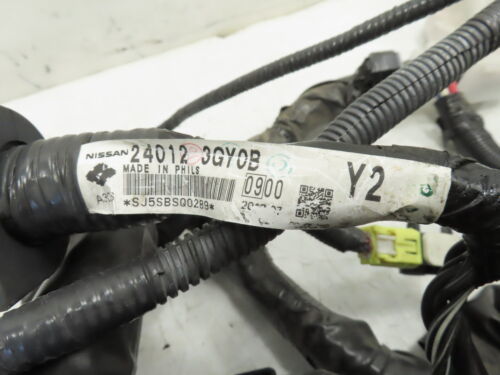 NISSAN 24012 3GY0B
MADE IN PHILS
0900
Y2
*SJ5SBSQ0289*